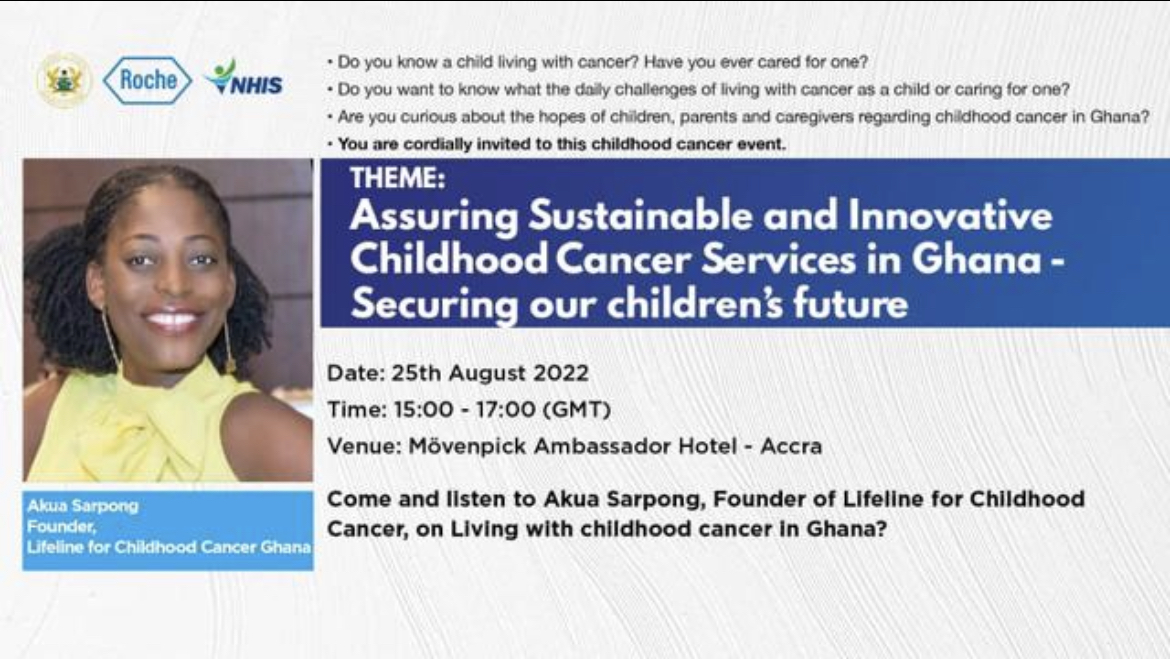 Roche
NHIS
• Do you know a child living with cancer? Have you ever cared for one?
• Do you want to know what the daily challenges of living with cancer as a child or caring for one?
• Are you curious about the hopes of children, parents and caregivers regarding childhood cancer in Ghana?
• You are cordially invited to this childhood cancer event.
THEME:
Assuring Sustainable and Innovative
Childhood Cancer Services in Ghana -
Securing our children's future
Date: 25th August 2022
Time: 15:00 - 17:00 (GMT)
Venue: Mövenpick Ambassador Hotel - Accra
Come and listen to Akua Sarpong, Founder of Lifeline for Childhood
Cancer, on Living with childhood cancer in Ghana?
Akua Sarpong
Founder,
Lifeline for Childhood Cancer Ghana